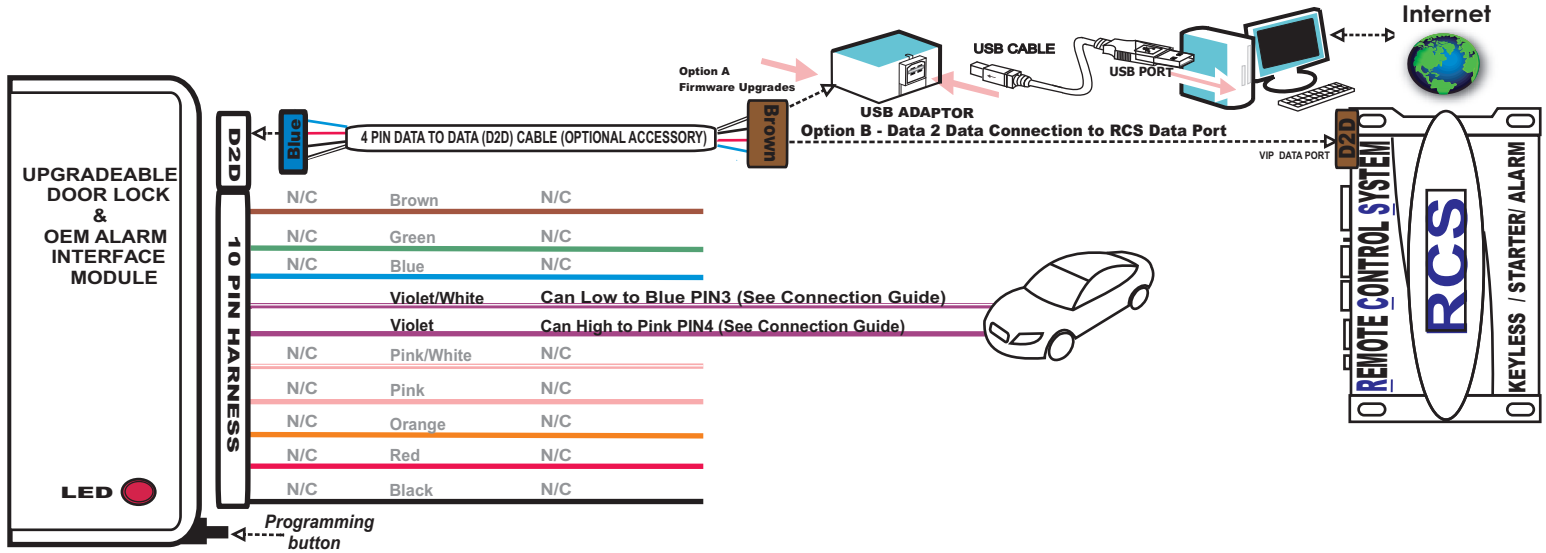 Internet
Option A
Firmware Upgrades
USB CABLE
USB PORT
USB ADAPTOR
D2D
Blue
4 PIN DATA TO DATA (D2D) CABLE (OPTIONAL ACCESSORY)
Brown
Option B - Data 2 Data Connection to RCS Data Port
VIP DATA PORT
D2D
UPGRADEABLE
DOOR LOCK
&
OEM ALARM
INTERFACE
MODULE
LED
Programming
button
10 PIN HARNESS
N/C Brown N/C
N/C Green N/C
N/C Blue N/C
Violet/White Can Low to Blue PIN3 (See Connection Guide)
Violet Can High to Pink PIN4 (See Connection Guide)
N/C Pink/White N/C
N/C Pink N/C
N/C Orange N/C
N/C Red N/C
N/C Black N/C
REMOTE CONTROL SYSTEM
RCS
KEYLESS / STARTER/ ALARM